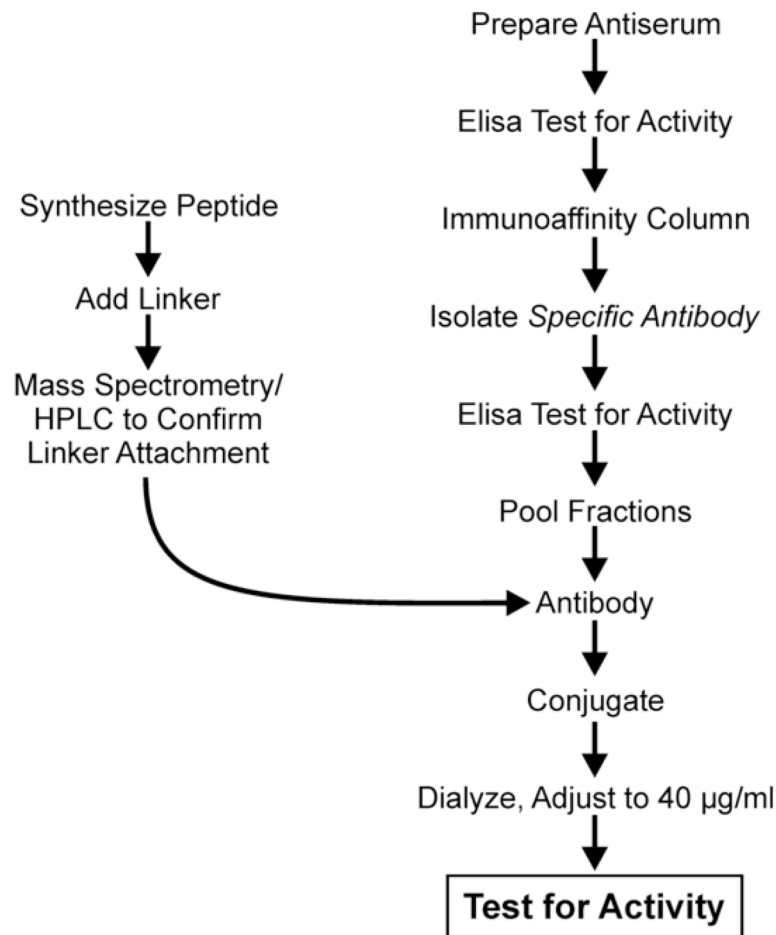 Prepare Antiserum
Elisa Test for Activity
Synthesize Peptide
Immunoaffinity Column
Add Linker
Isolate Specific Antibody
Mass Spectrometry/
HPLC to Confirm
Linker Attachment
Elisa Test for Activity
Pool Fractions
Antibody
Conjugate
Dialyze, Adjust to 40 µg/ml
Test for Activity